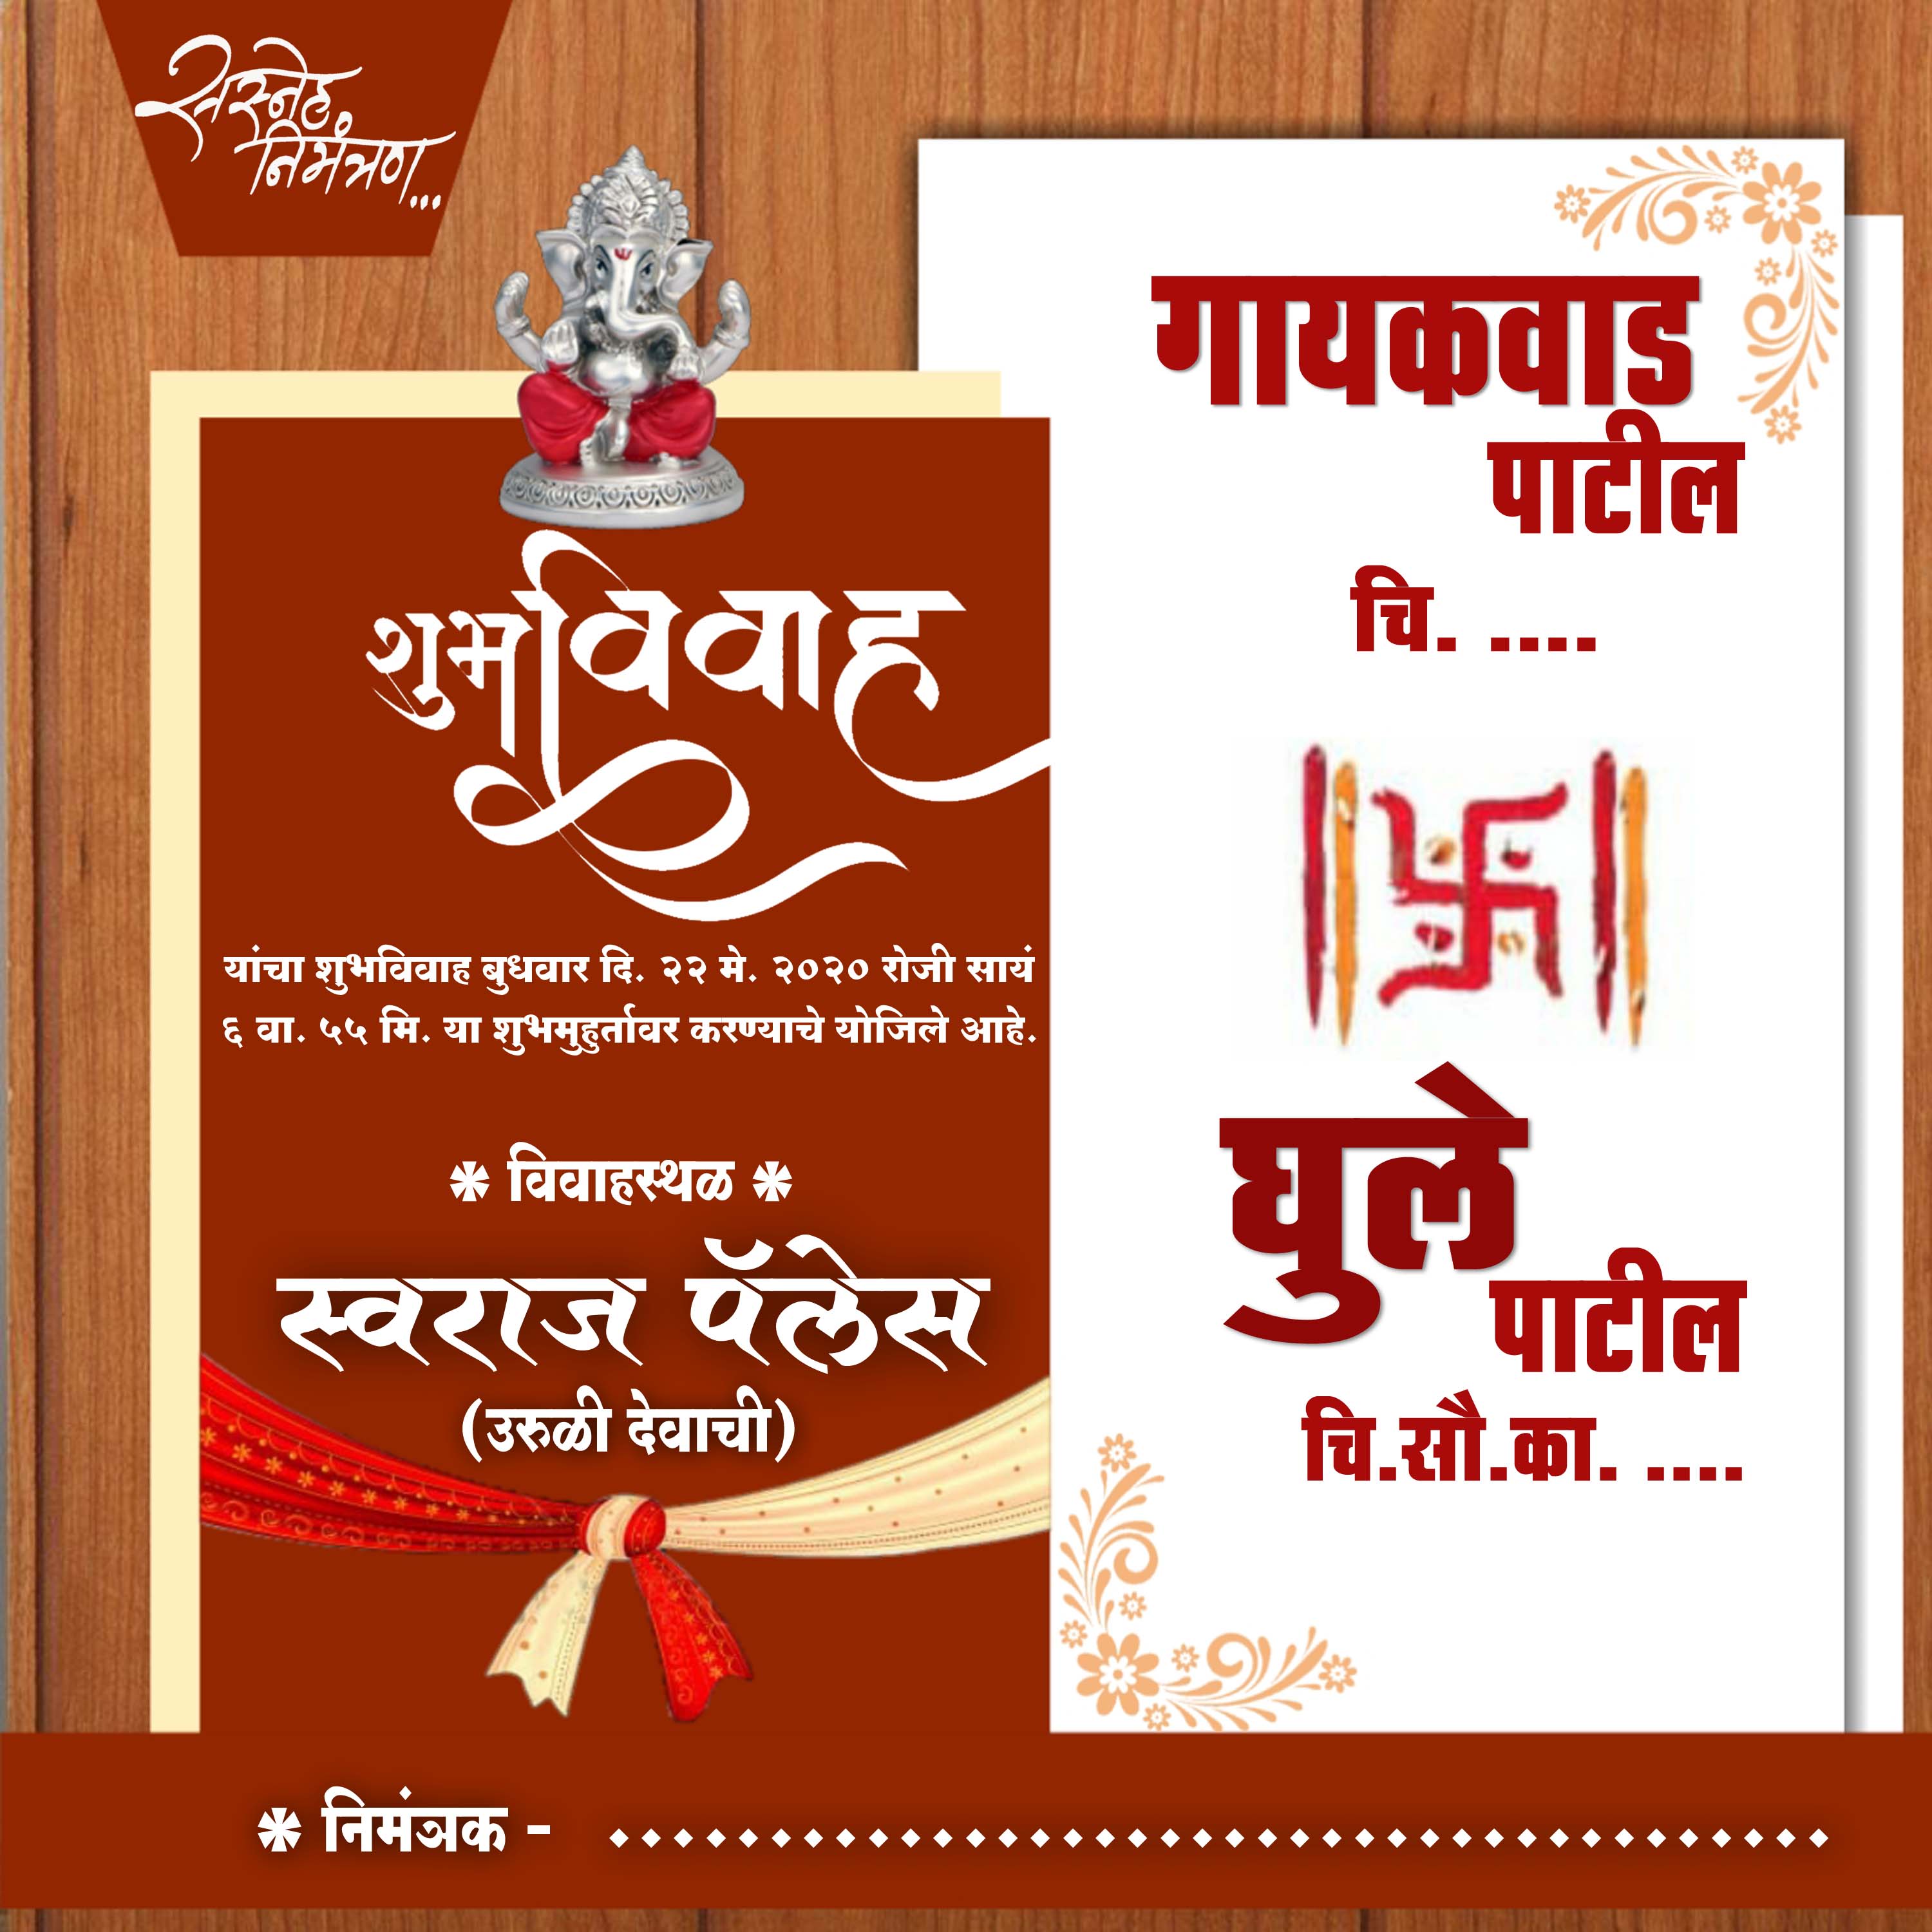 सस्नेह
निमंत्रण...
शुभविवाह
यांचा शुभविवाह बुधवार दि. २२ मे. २०२० रोजी सायं
६ वा. ५५ मि. या शुभमुहुर्तावर करण्याचे योजिले आहे.
* विवाहस्थळ *
स्वराज पॅलेस
(उरुळी देवाची)
गायकवाड
पाटील
चि. ....
घुले
पाटील
चि.सौ.का. ....
* निमंत्रक -